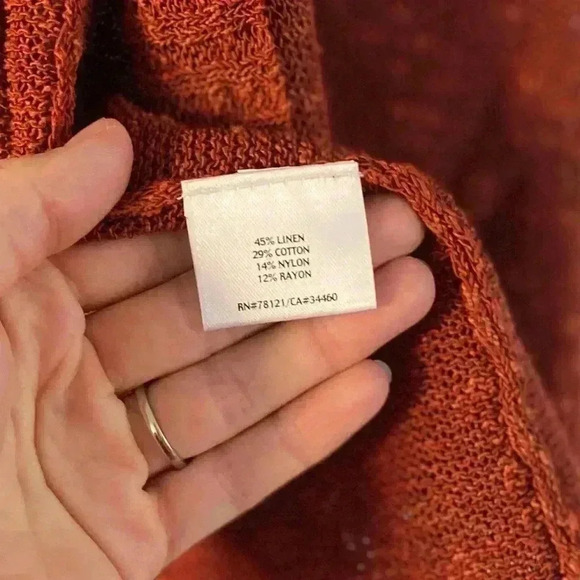 45% LINEN
29% COTTON
14% NYLON
12% RAYON
RN#78121/CA#34460